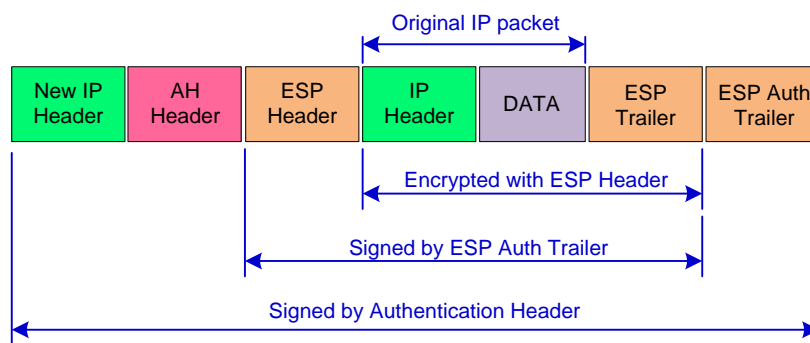 Original IP packet
New IP
Header
AH
Header
ESP
Header
IP
Header
DATA
ESP
Trailer
ESP Auth
Trailer
Encrypted with ESP Header
Signed by ESP Auth Trailer
Signed by Authentication Header